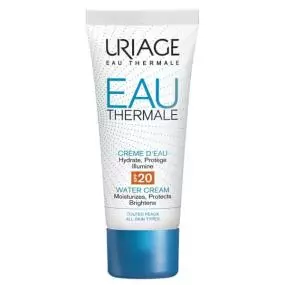 URIAGE
EAU THERMALE
EAU
THERMALE
CRÈME D'EAU
Hydrate, Protège
Illumine
SPF 20
WATER CREAM
Moisturizes, Protects
Brightens
TOUTES PEAUX
ALL SKIN TYPES